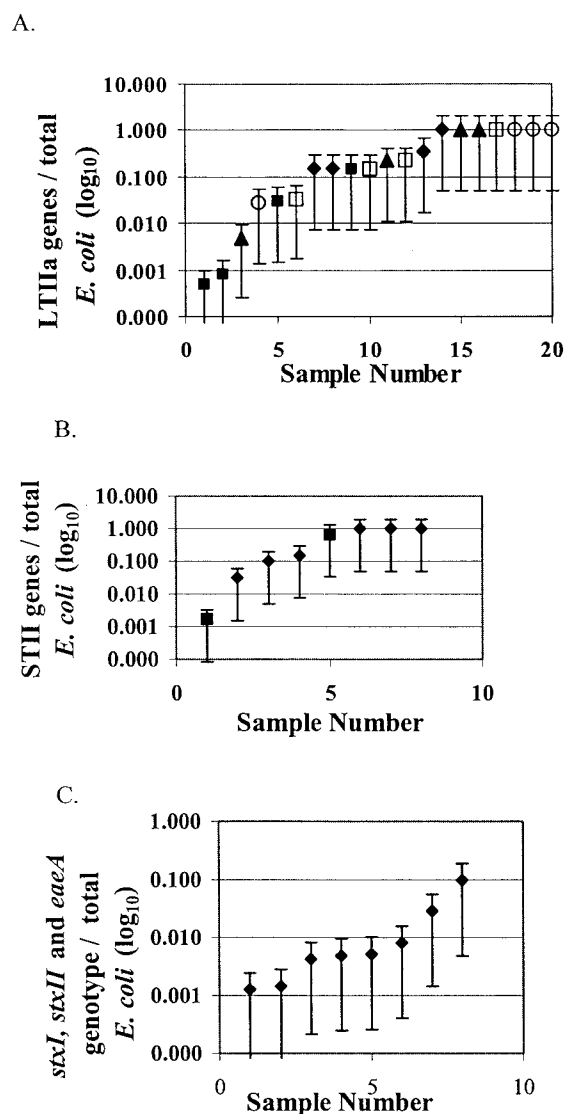 A.
LTIIa genes / total
E. coli (log10)
10.000
1.000
0.100
0.010
0.001
0.000
0 5 10 15 20
Sample Number
B.
STII genes / total
E. coli (log10)
10.000
1.000
0.100
0.010
0.001
0.000
0 5 10
Sample Number
C.
stxI, stxII and eaeA
genotype / total
E. coli (log10)
1.000
0.100
0.010
0.001
0.000
0 5 10
Sample Number